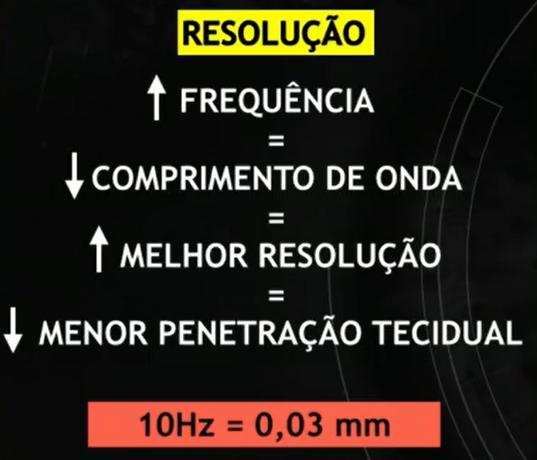 RESOLUÇÃO
↑ FREQUÊNCIA
=
↓ COMPRIMENTO DE ONDA
=
↑ MELHOR RESOLUÇÃO
=
↓ MENOR PENETRAÇÃO TECIDUAL
10Hz = 0,03 mm